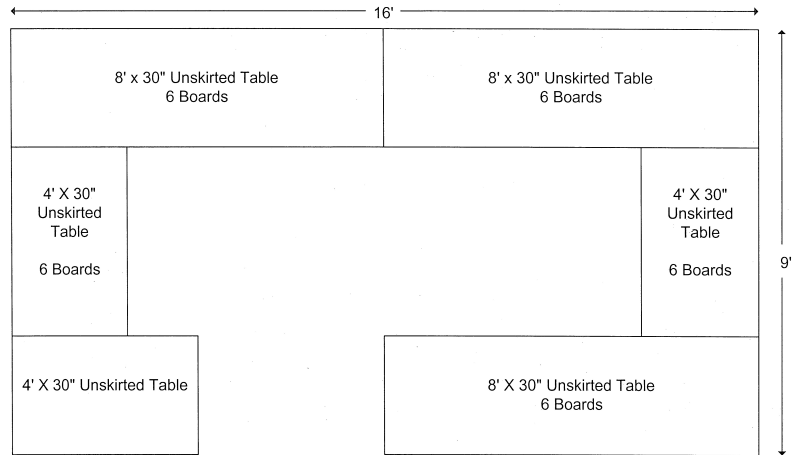 16'
8' x 30" Unskirted Table
6 Boards
8' x 30" Unskirted Table
6 Boards
4' X 30"
Unskirted
Table
6 Boards
4' X 30"
Unskirted
Table
6 Boards
9'
4' X 30" Unskirted Table
8' X 30" Unskirted Table
6 Boards